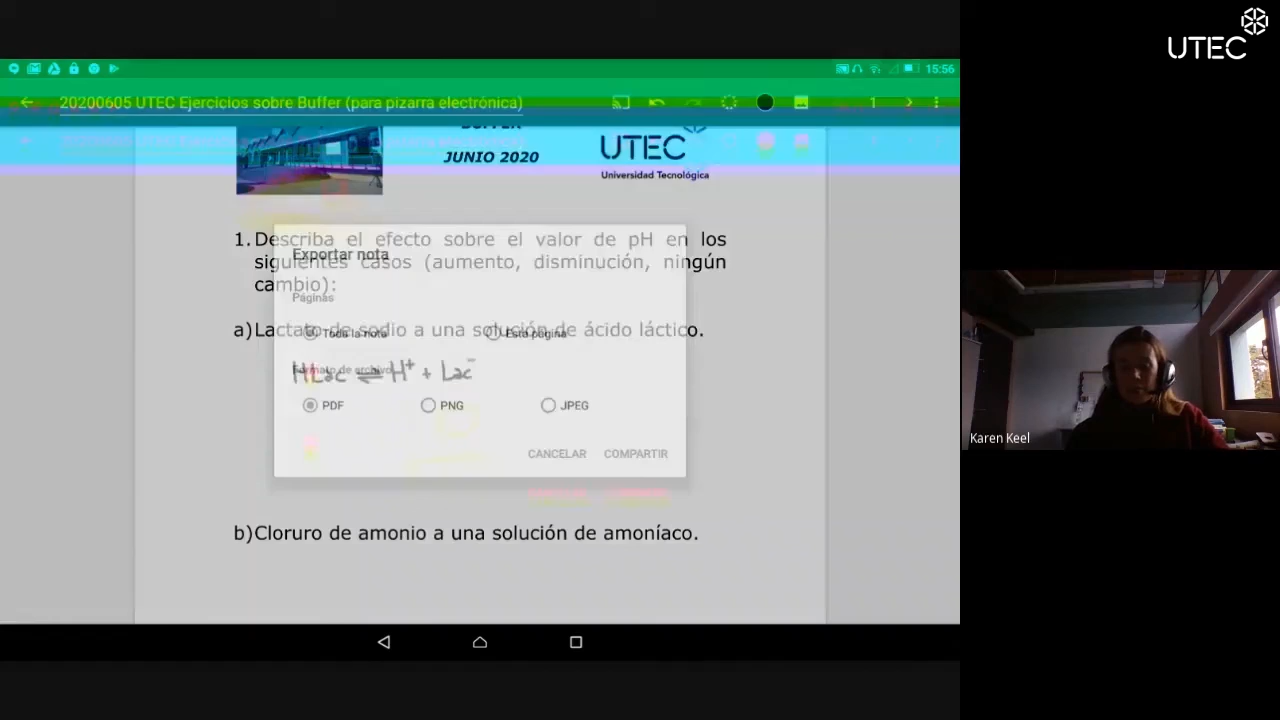 UTEC
15:56
20200605 UTEC Ejercicios sobre Buffer (para pizarra electrónica)
1
BUFFER
JUNIO 2020
UTEC
Universidad Tecnológica
1. Describa el efecto sobre el valor de pH en los
siguientes casos (aumento, disminución, ningún
cambio):
Exportar nota
Páginas
a) Lactato de sodio a una solución de ácido láctico.
Toda la nota
Esta página
Formato de archivo
HLac ⇌ H⁺ + Lac⁻
PDF
PNG
JPEG
CANCELAR
COMPARTIR
b) Cloruro de amonio a una solución de amoníaco.
Karen Keel